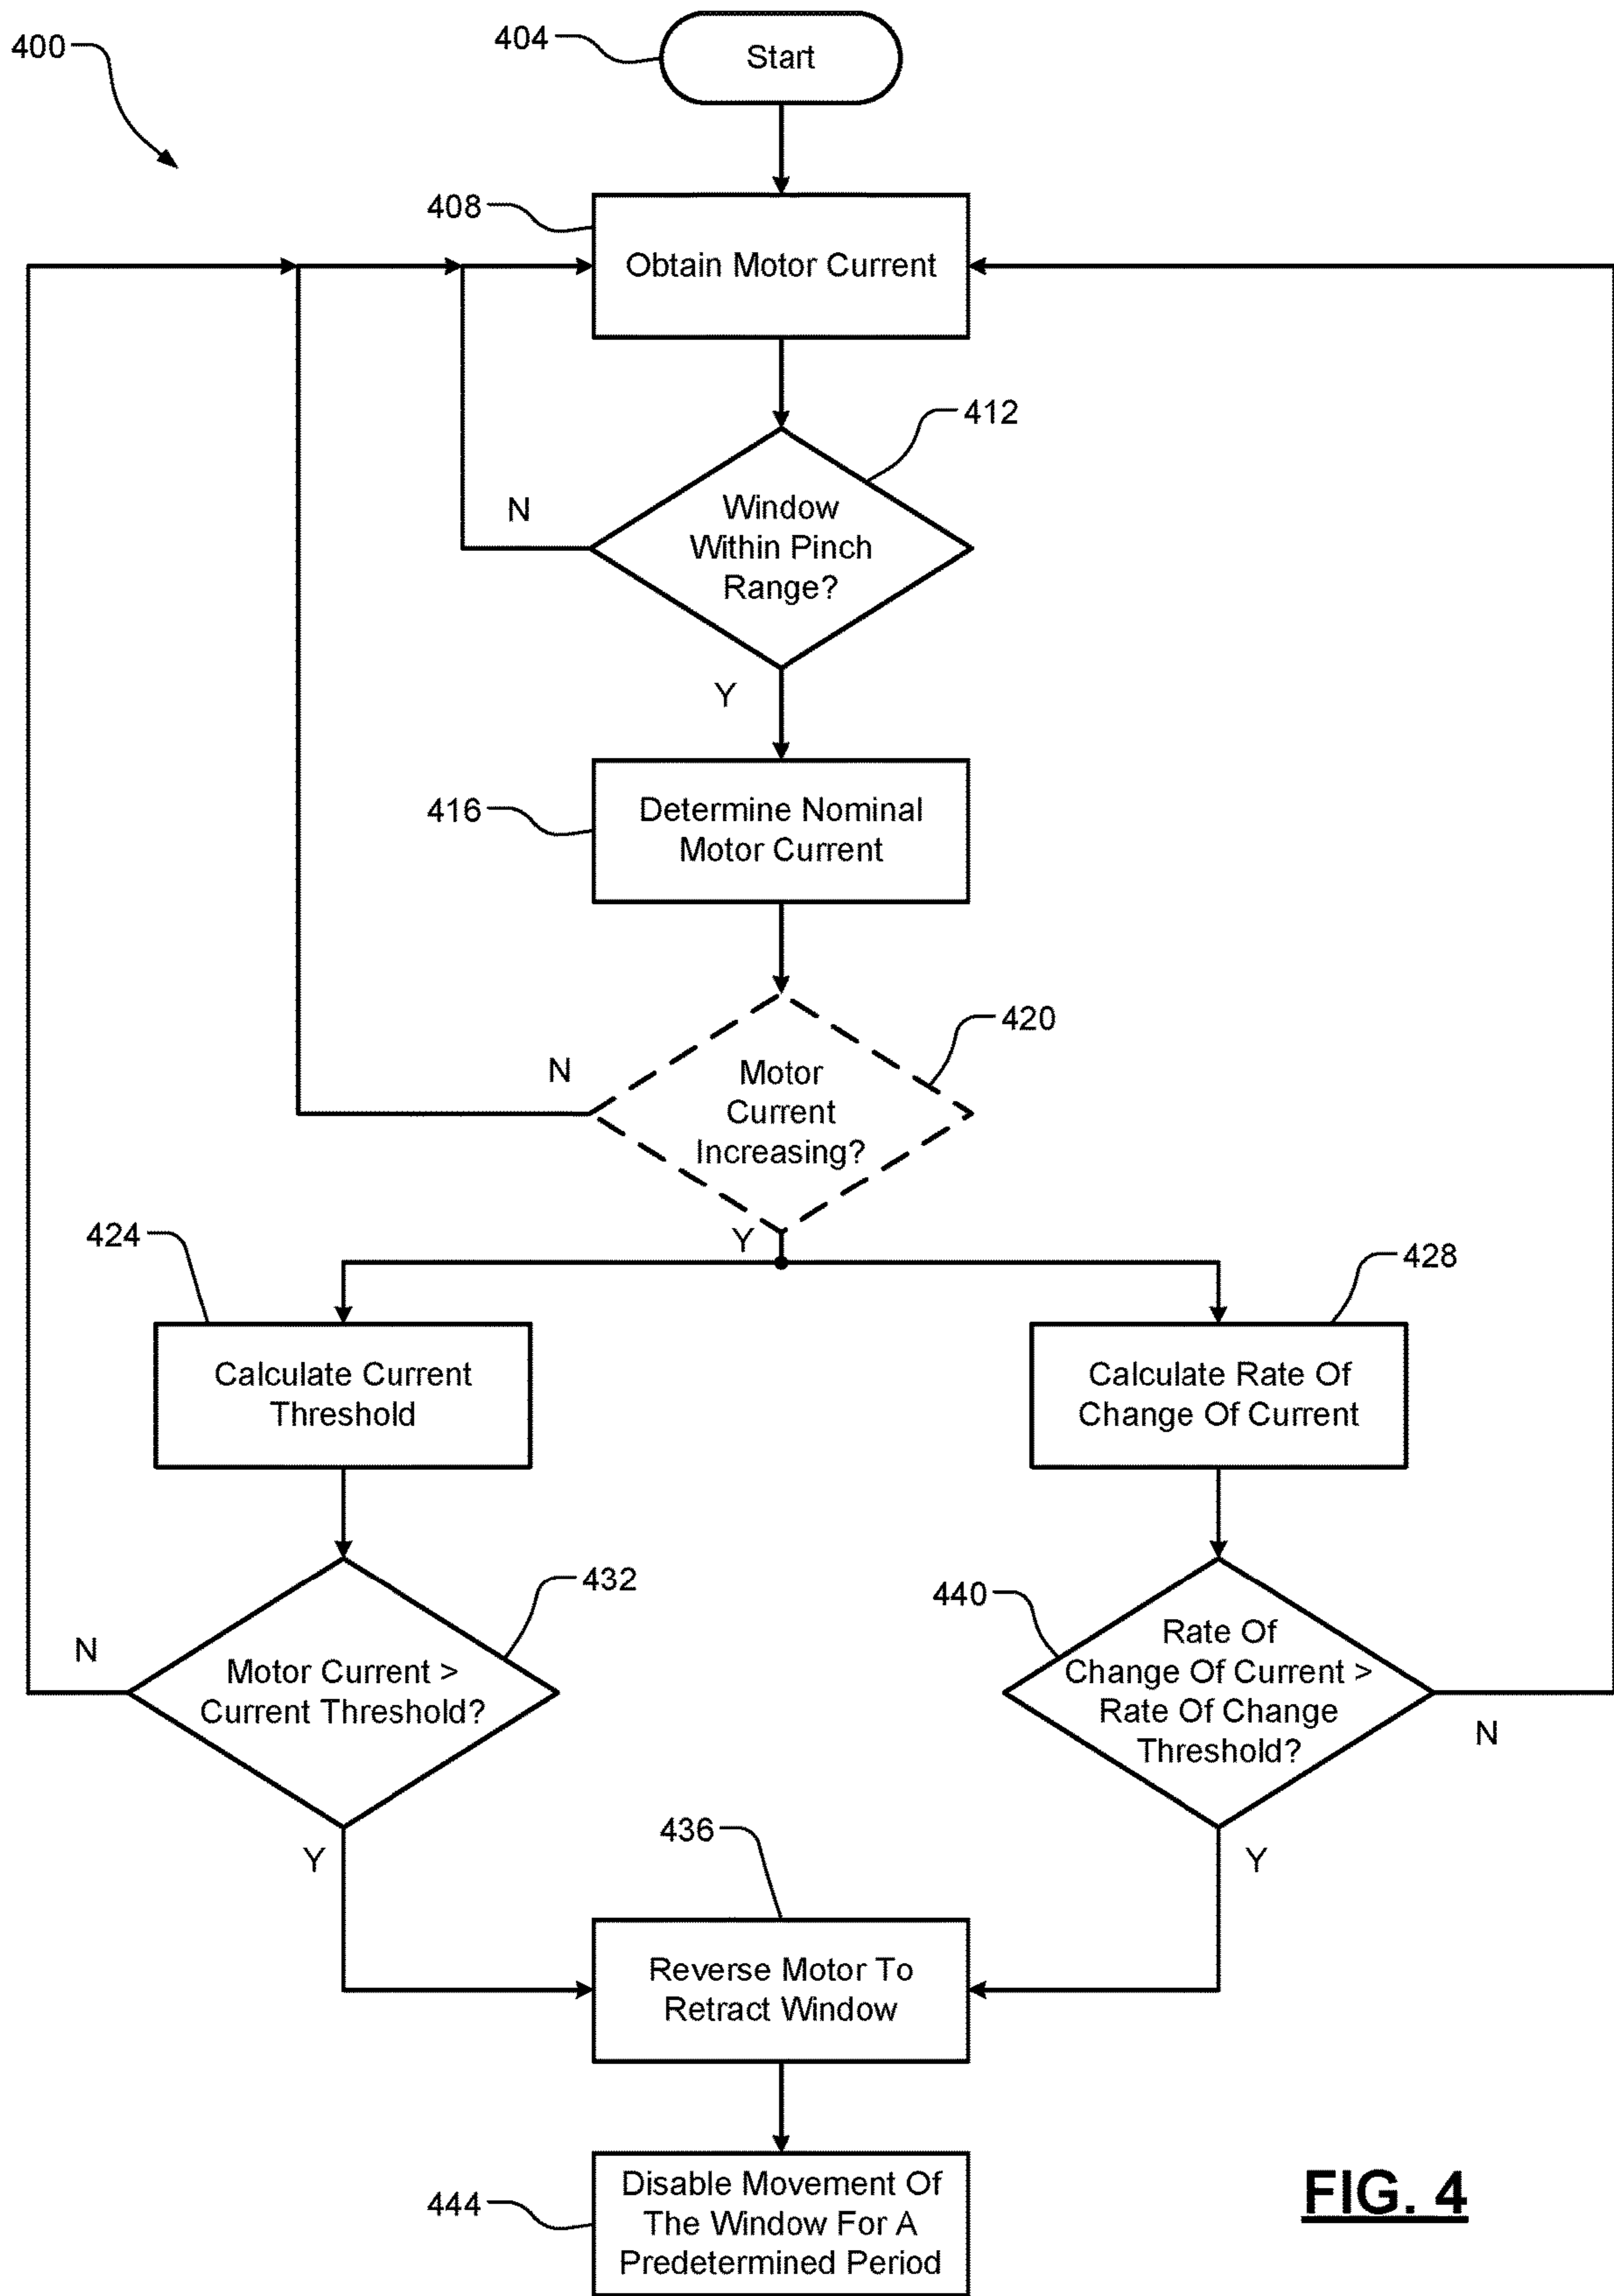 400
404
Start
408
Obtain Motor Current
412
N
Window
Within Pinch
Range?
Y
416
Determine Nominal
Motor Current
420
N
Motor
Current
Increasing?
Y
424
428
Calculate Current
Threshold
Calculate Rate Of
Change Of Current
432
440
N
Motor Current >
Current Threshold?
Rate Of
Change Of Current >
Rate Of Change
Threshold?
N
Y
436
Y
Reverse Motor To
Retract Window
444
Disable Movement Of
The Window For A
Predetermined Period
FIG. 4